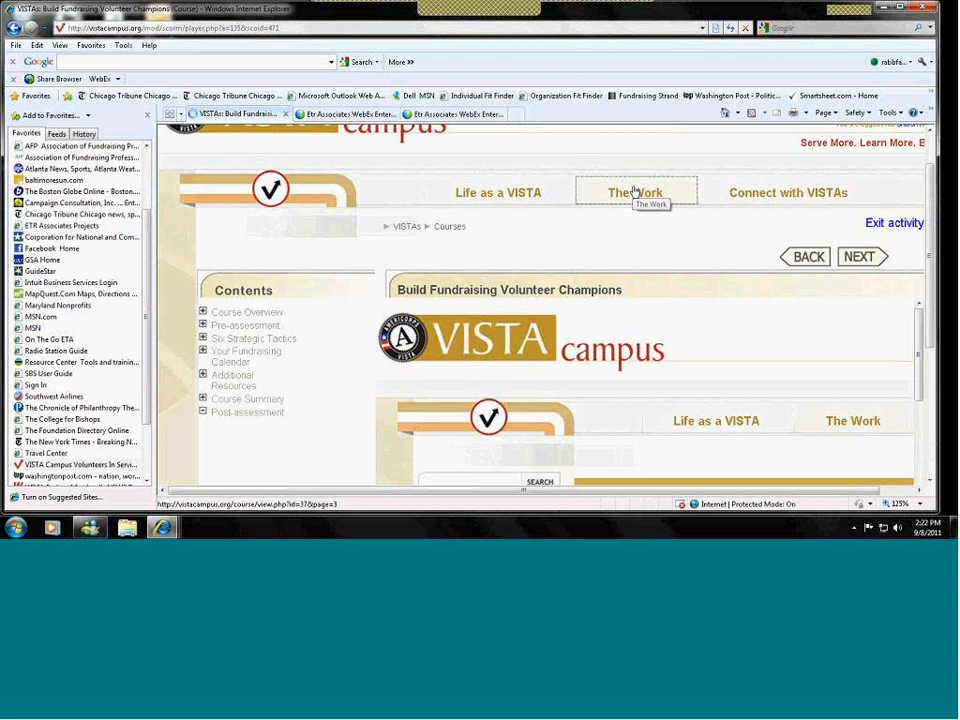 VISTAs: Build Fundraising Volunteer Champions (Course) - Windows Internet Explorer
http://vistacampus.org/mod/scorm/player.php?a=135&scoid=471
Google
File Edit View Favorites Tools Help
Google Search More »
rabbfa...
Share Browser WebEx
Favorites
Chicago Tribune Chicago ...
Chicago Tribune Chicago ...
Microsoft Outlook Web A...
Dell MSN
Individual Fit Finder
Organization Fit Finder
Fundraising Strand
Washington Post - Politic...
Smartsheet.com - Home
Add to Favorites...
VISTAs: Build Fundraisi...
Etr Associates WebEx Enter...
Etr Associates WebEx Enter...
Page Safety Tools
Favorites Feeds History
AFP Association of Fundraising Pr...
Association of Fundraising Profess...
Atlanta News, Sports, Atlanta Weat...
baltimoresun.com
The Boston Globe Online - Boston....
Campaign Consultation, Inc. ... Ent...
Chicago Tribune Chicago news, sp...
ETR Associates Projects
Corporation for National and Com...
Facebook Home
GSA Home
GuideStar
Intuit Business Services Login
MapQuest.Com Maps, Directions ...
Maryland Nonprofits
MSN.com
MSN
On The Go ETA
Radio Station Guide
Resource Center Tools and trainin...
SBS User Guide
Sign In
Southwest Airlines
The Chronicle of Philanthropy The...
The College for Bishops
The Foundation Directory Online
The New York Times - Breaking N...
Travel Center
VISTA Campus Volunteers In Servi...
washingtonpost.com - nation, wor...
Turn on Suggested Sites...
campus
Serve More. Learn More. B
Life as a VISTA
The Work
Connect with VISTAs
The Work
VISTAs ► Courses
Exit activity
BACK NEXT
Contents
Course Overview
Pre-assessment
Six Strategic Tactics
Your Fundraising
Calendar
Additional
Resources
Course Summary
Post-assessment
Build Fundraising Volunteer Champions
AMERICORPS
A
VISTA
VISTA campus
Life as a VISTA
The Work
SEARCH
http://vistacampus.org/course/view.php?id=37&page=3
Internet | Protected Mode: On
125%
2:22 PM
9/8/2011